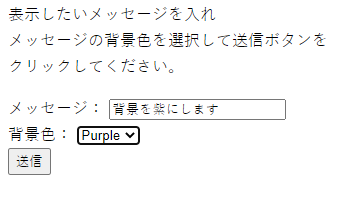 表示したいメッセージを入れ
メッセージの背景色を選択して送信ボタンを
クリックしてください。
メッセージ： 背景を紫にします
背景色： Purple
送信